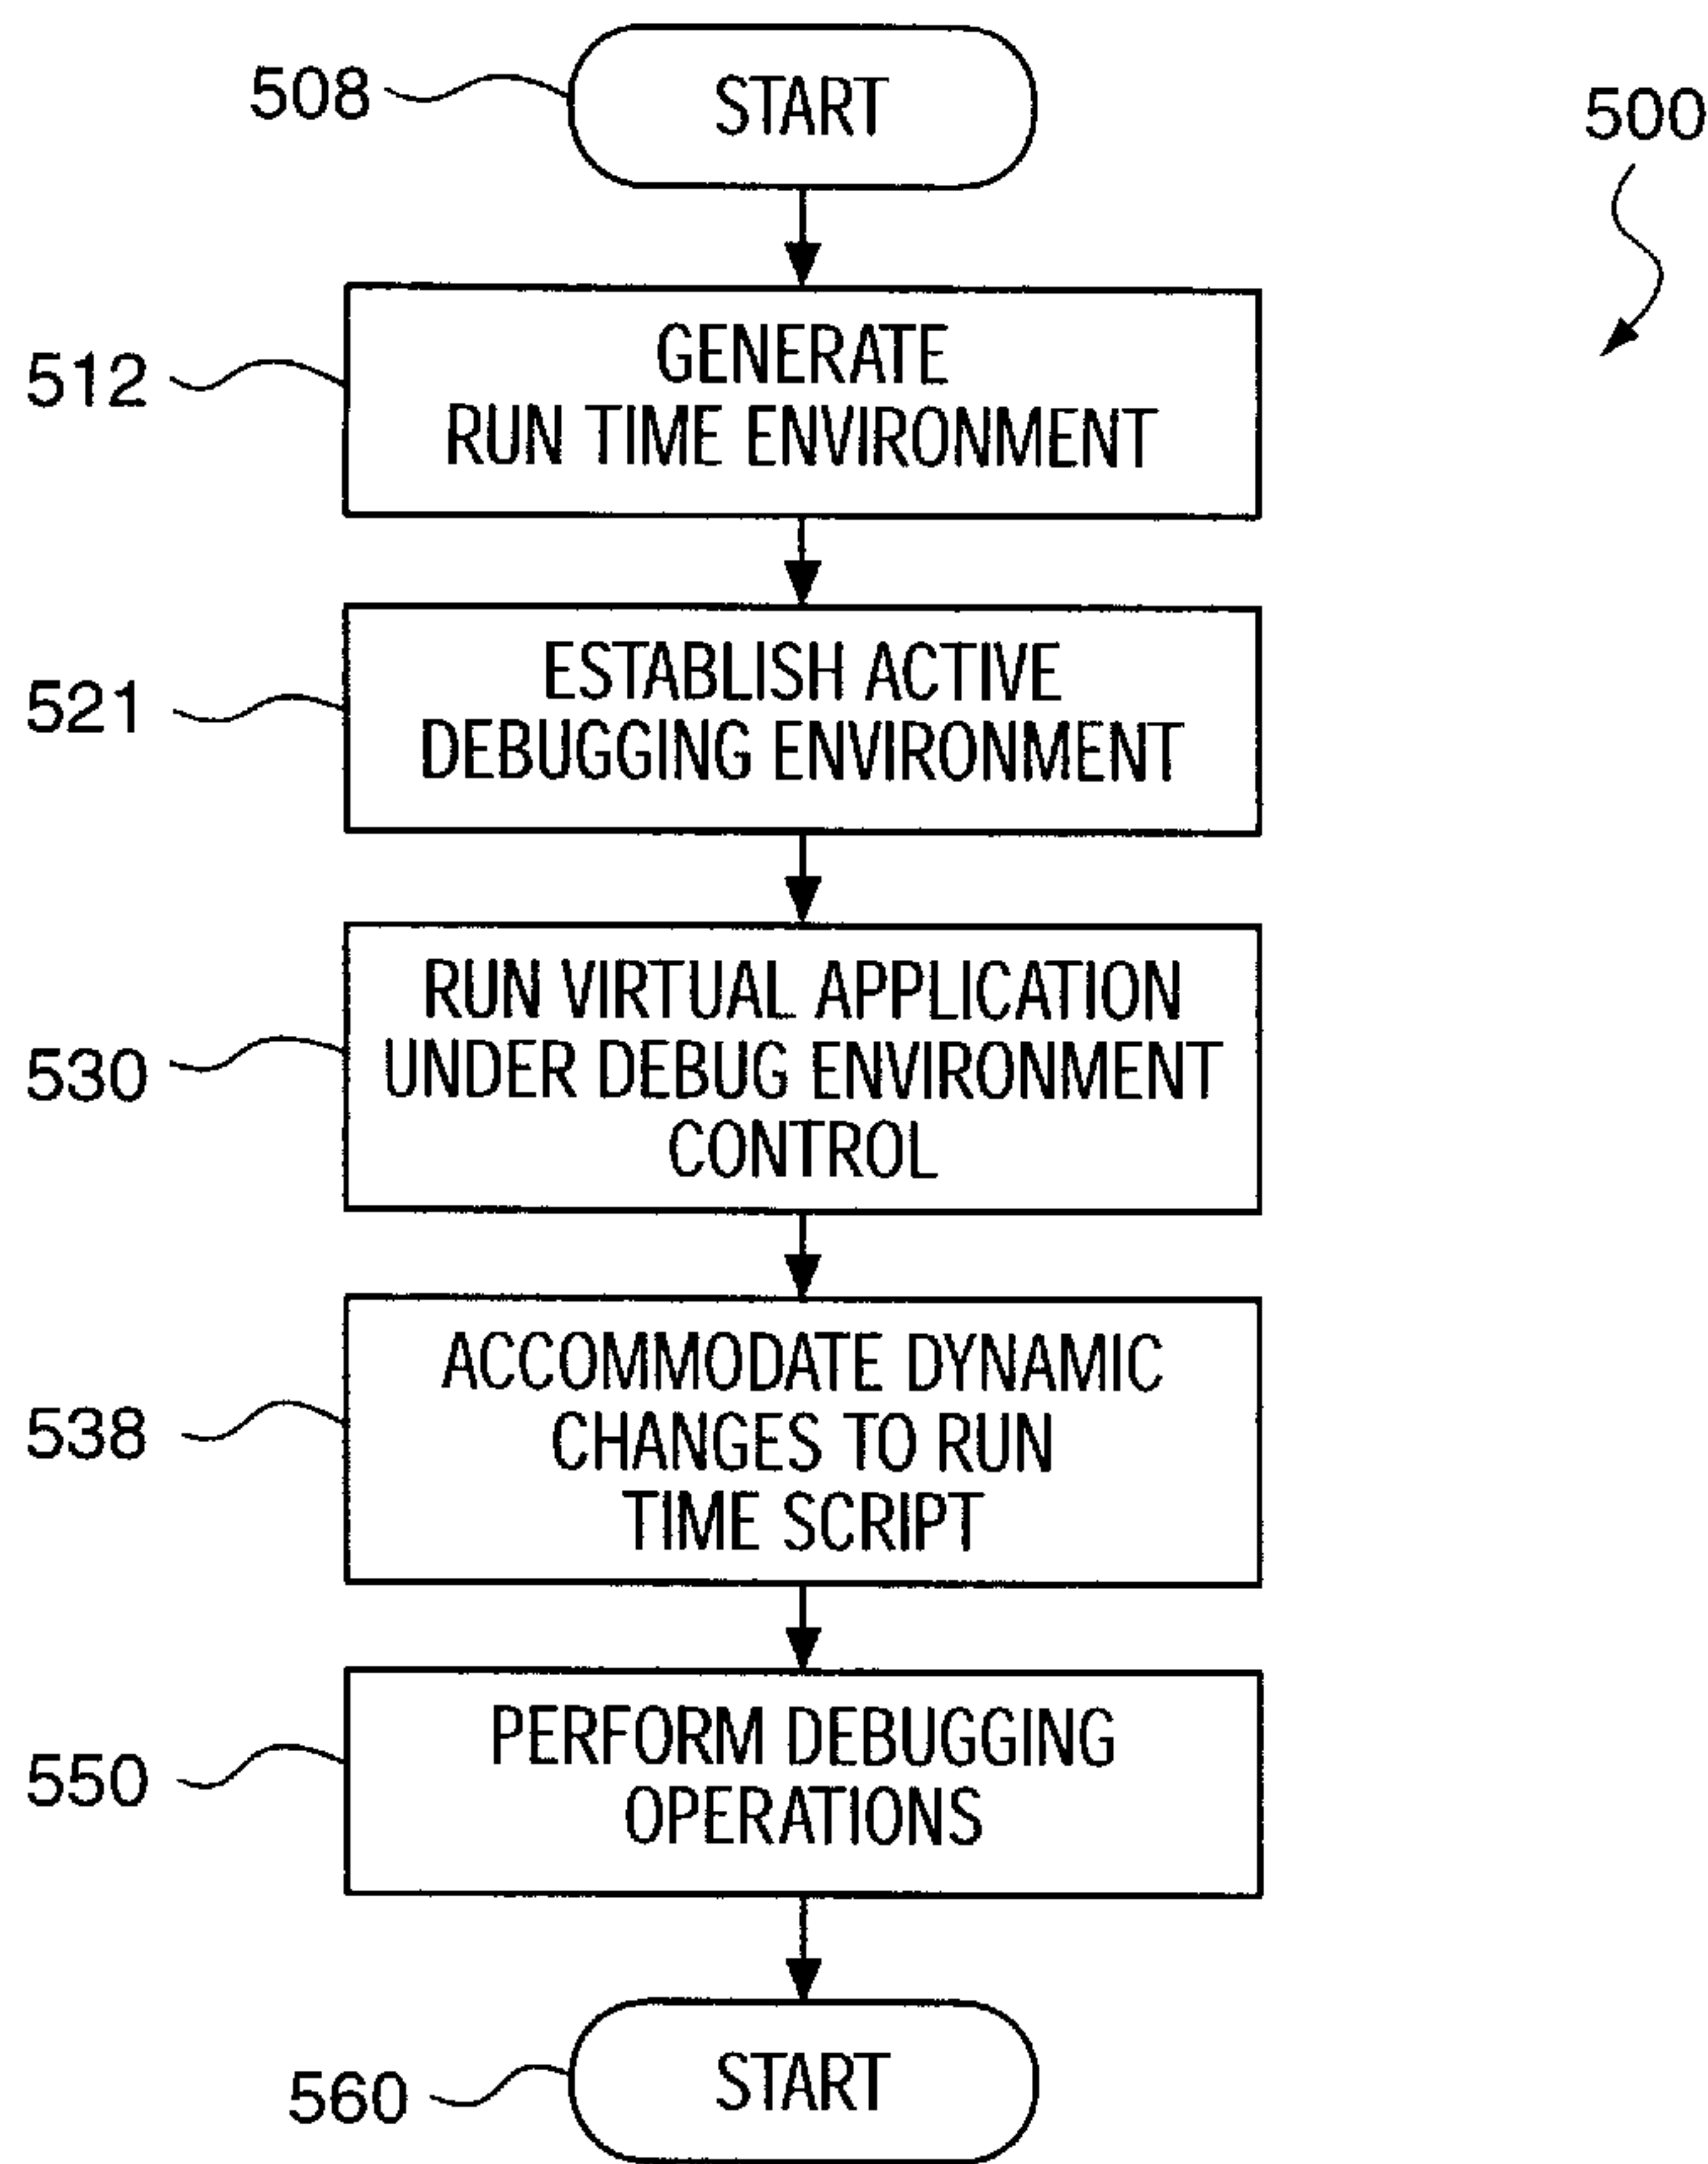 508
START
500
512
GENERATE
RUN TIME ENVIRONMENT
521
ESTABLISH ACTIVE
DEBUGGING ENVIRONMENT
530
RUN VIRTUAL APPLICATION
UNDER DEBUG ENVIRONMENT
CONTROL
538
ACCOMMODATE DYNAMIC
CHANGES TO RUN
TIME SCRIPT
550
PERFORM DEBUGGING
OPERATIONS
560
START